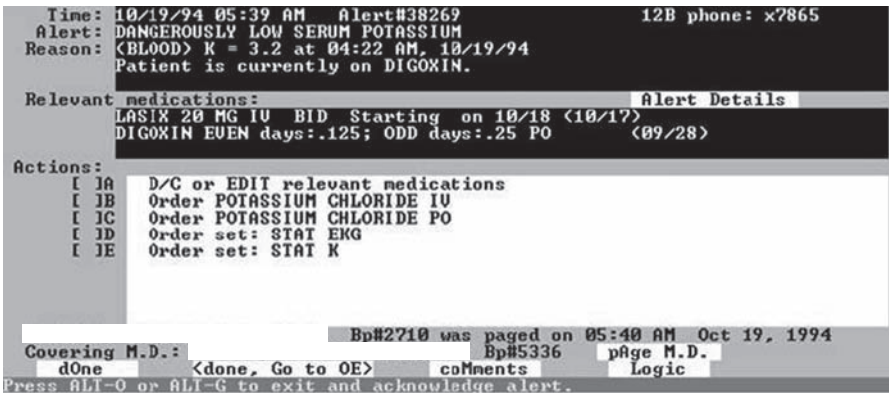 Time: 10/19/94 05:39 AM Alert#38269 12B phone: x7865
Alert: DANGEROUSLY LOW SERUM POTASSIUM
Reason: <BLOOD> K = 3.2 at 04:22 AM, 10/19/94
Patient is currently on DIGOXIN.
Relevant medications: Alert Details
LASIX 20 MG IV BID Starting on 10/18 (10/17)
DIGOXIN EVEN days:.125; ODD days:.25 PO (09/28)
Actions:
[ ]A D/C or EDIT relevant medications
[ ]B Order POTASSIUM CHLORIDE IV
[ ]C Order POTASSIUM CHLORIDE PO
[ ]D Order set: STAT EKG
[ ]E Order set: STAT K
Bp#2710 was paged on 05:40 AM Oct 19, 1994
Covering M.D.: Bp#5336 pAge M.D.
dOne <done, Go to OE> coMments Logic
Press ALT-O or ALT-G to exit and acknowledge alert.